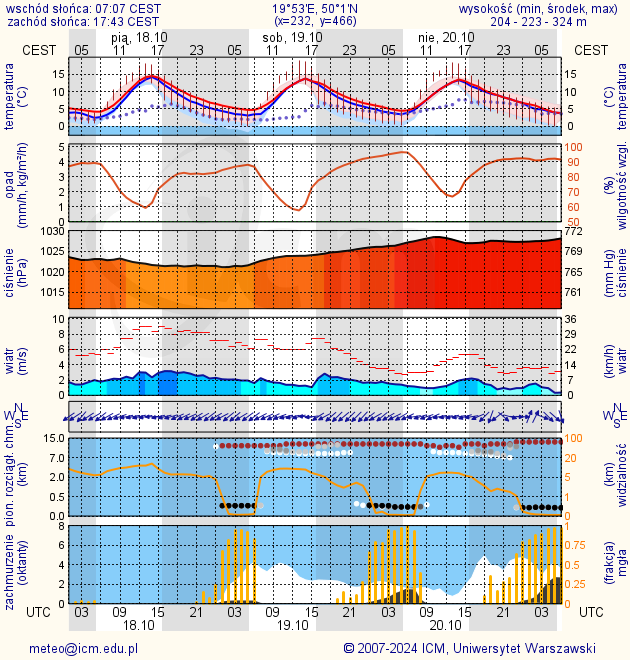 wschód słońca: 07:07 CEST
zachód słońca: 17:43 CEST
19°53'E, 50°1'N
(x=232, y=466)
wysokość (min, środek, max)
204 - 223 - 324 m
pią, 18.10 sob, 19.10 nie, 20.10
CEST 05 11 17 23 05 11 17 23 05 11 17 23 05 CEST
temperatura (°C)
15
10
5
0
15
10
5
0
temperatura (°C)
opad (mm/h, kg/m²/h)
5
4
3
2
1
0
100
90
80
70
60
50
wilgotność wzgl. (%)
ciśnienie (hPa)
1030
1025
1020
1015
772
769
765
761
ciśnienie (mm Hg)
wiatr (m/s)
10
8
6
4
2
0
36
29
22
14
7
0
wiatr (km/h)
N
W E
S
N
W E
S
pion. rozciągł. chm. (km)
15.0
7.0
2.0
0.5
0.0
100
20
5
1
0
widzialność (km)
zachmurzenie (oktanty)
8
6
4
2
0
1
0.75
0.5
0.25
0
mgła (frakcja)
UTC 03 09 15 21 03 09 15 21 03 09 15 21 03 UTC
18.10 19.10 20.10
meteo@icm.edu.pl
© 2007-2024 ICM, Uniwersytet Warszawski